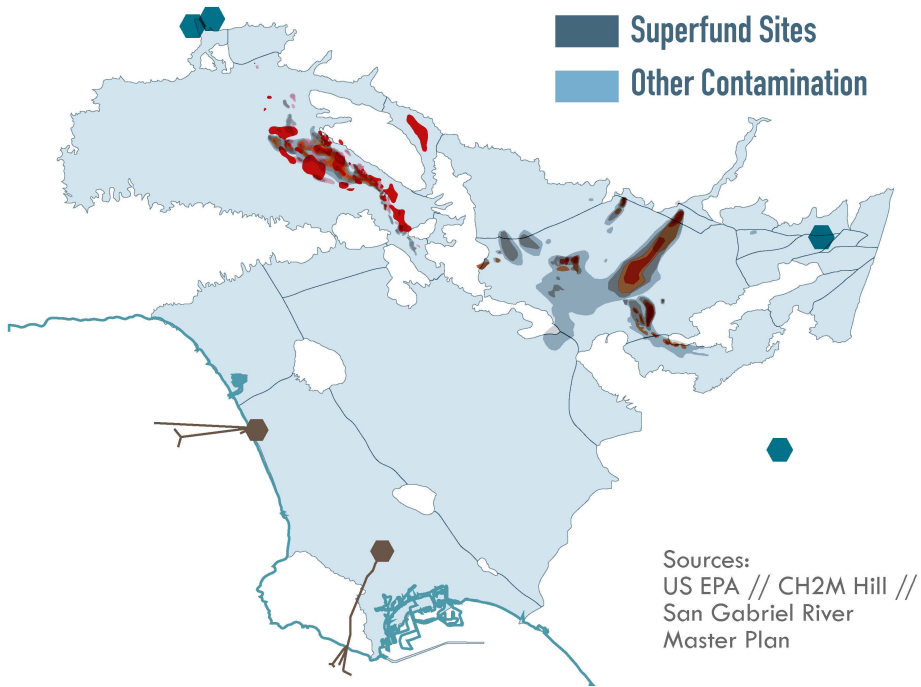 Superfund Sites
Other Contamination
Sources:
US EPA // CH2M Hill //
San Gabriel River
Master Plan